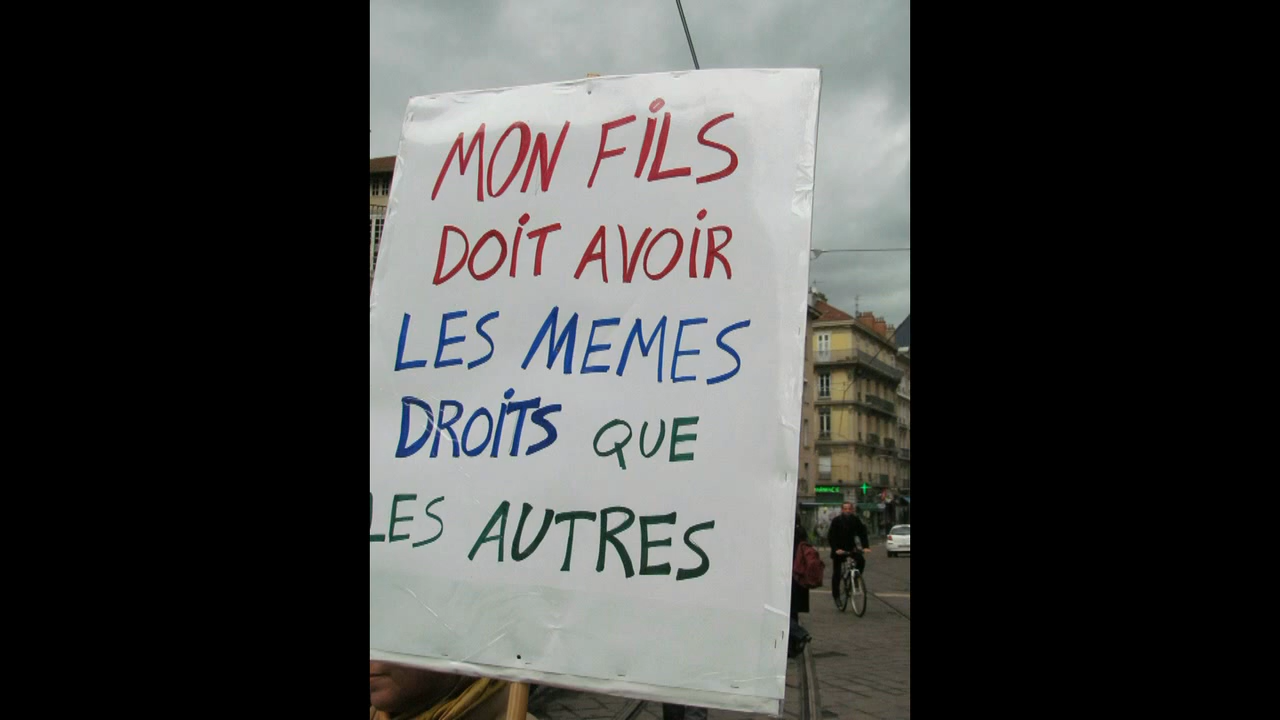 MON FILS
DOIT AVOIR
LES MEMES
DROITS QUE
LES AUTRES